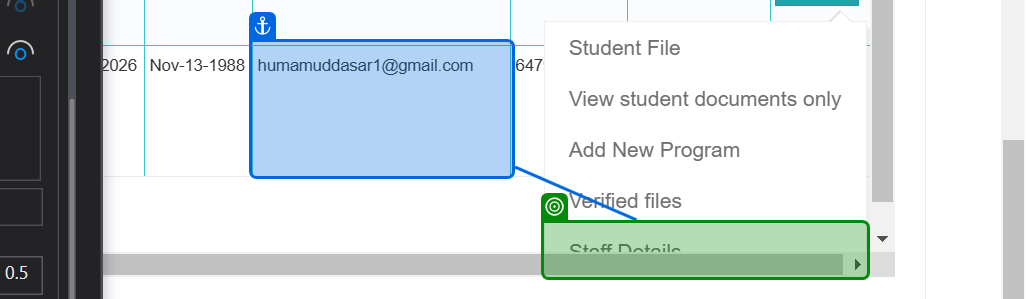 Student File
2026 Nov-13-1988 humamuddasar1@gmail.com 647
View student documents only
Add New Program
Verified files
Staff Details
0.5